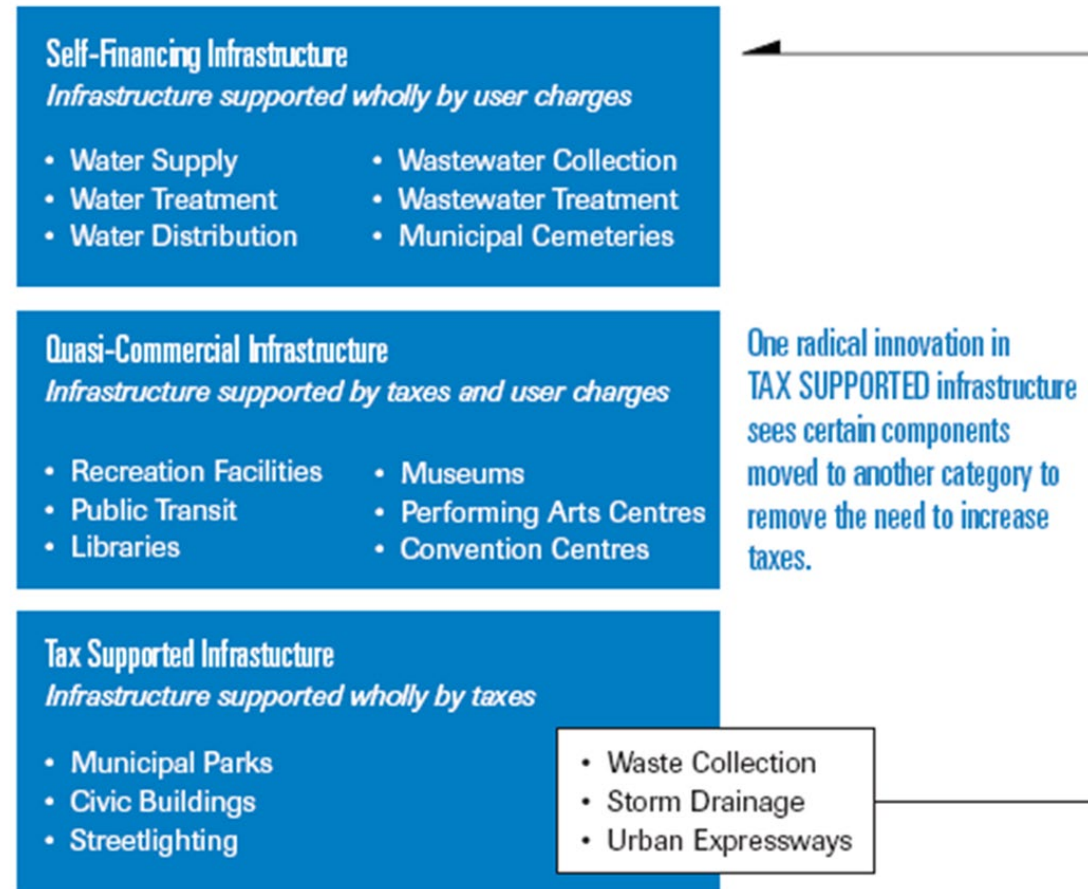 Self-Financing Infrastructure
Infrastructure supported wholly by user charges
• Water Supply
• Water Treatment
• Water Distribution
• Wastewater Collection
• Wastewater Treatment
• Municipal Cemeteries
Quasi-Commercial Infrastructure
Infrastructure supported by taxes and user charges
• Recreation Facilities
• Public Transit
• Libraries
• Museums
• Performing Arts Centres
• Convention Centres
One radical innovation in
TAX SUPPORTED infrastructure
sees certain components
moved to another category to
remove the need to increase
taxes.
Tax Supported Infrastucture
Infrastructure supported wholly by taxes
• Municipal Parks
• Civic Buildings
• Streetlighting
• Waste Collection
• Storm Drainage
• Urban Expressways